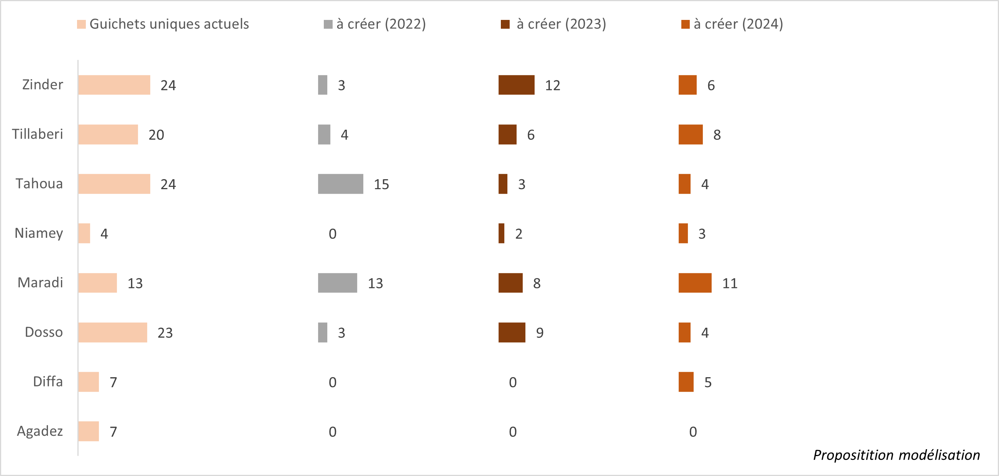 Guichets uniques actuels à créer (2022) à créer (2023) à créer (2024)
Zinder 24 3 12 6
Tillaberi 20 4 6 8
Tahoua 24 15 3 4
Niamey 4 0 2 3
Maradi 13 13 8 11
Dosso 23 3 9 4
Diffa 7 0 0 5
Agadez 7 0 0 0
Propositition modélisation